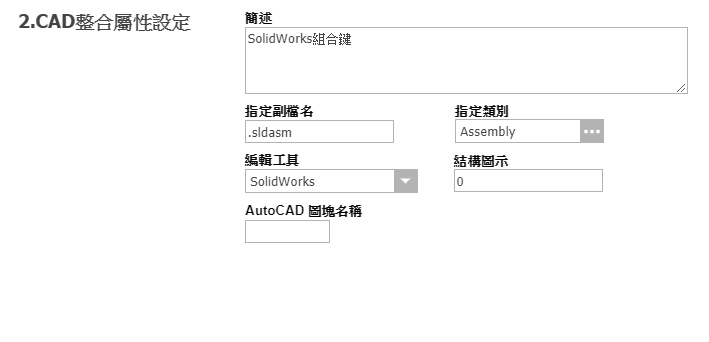 2.CAD整合屬性設定
簡述
SolidWorks組合鍵
指定副檔名
指定類別
.sldasm
Assembly
編輯工具
結構圖示
SolidWorks
0
AutoCAD 圖塊名稱